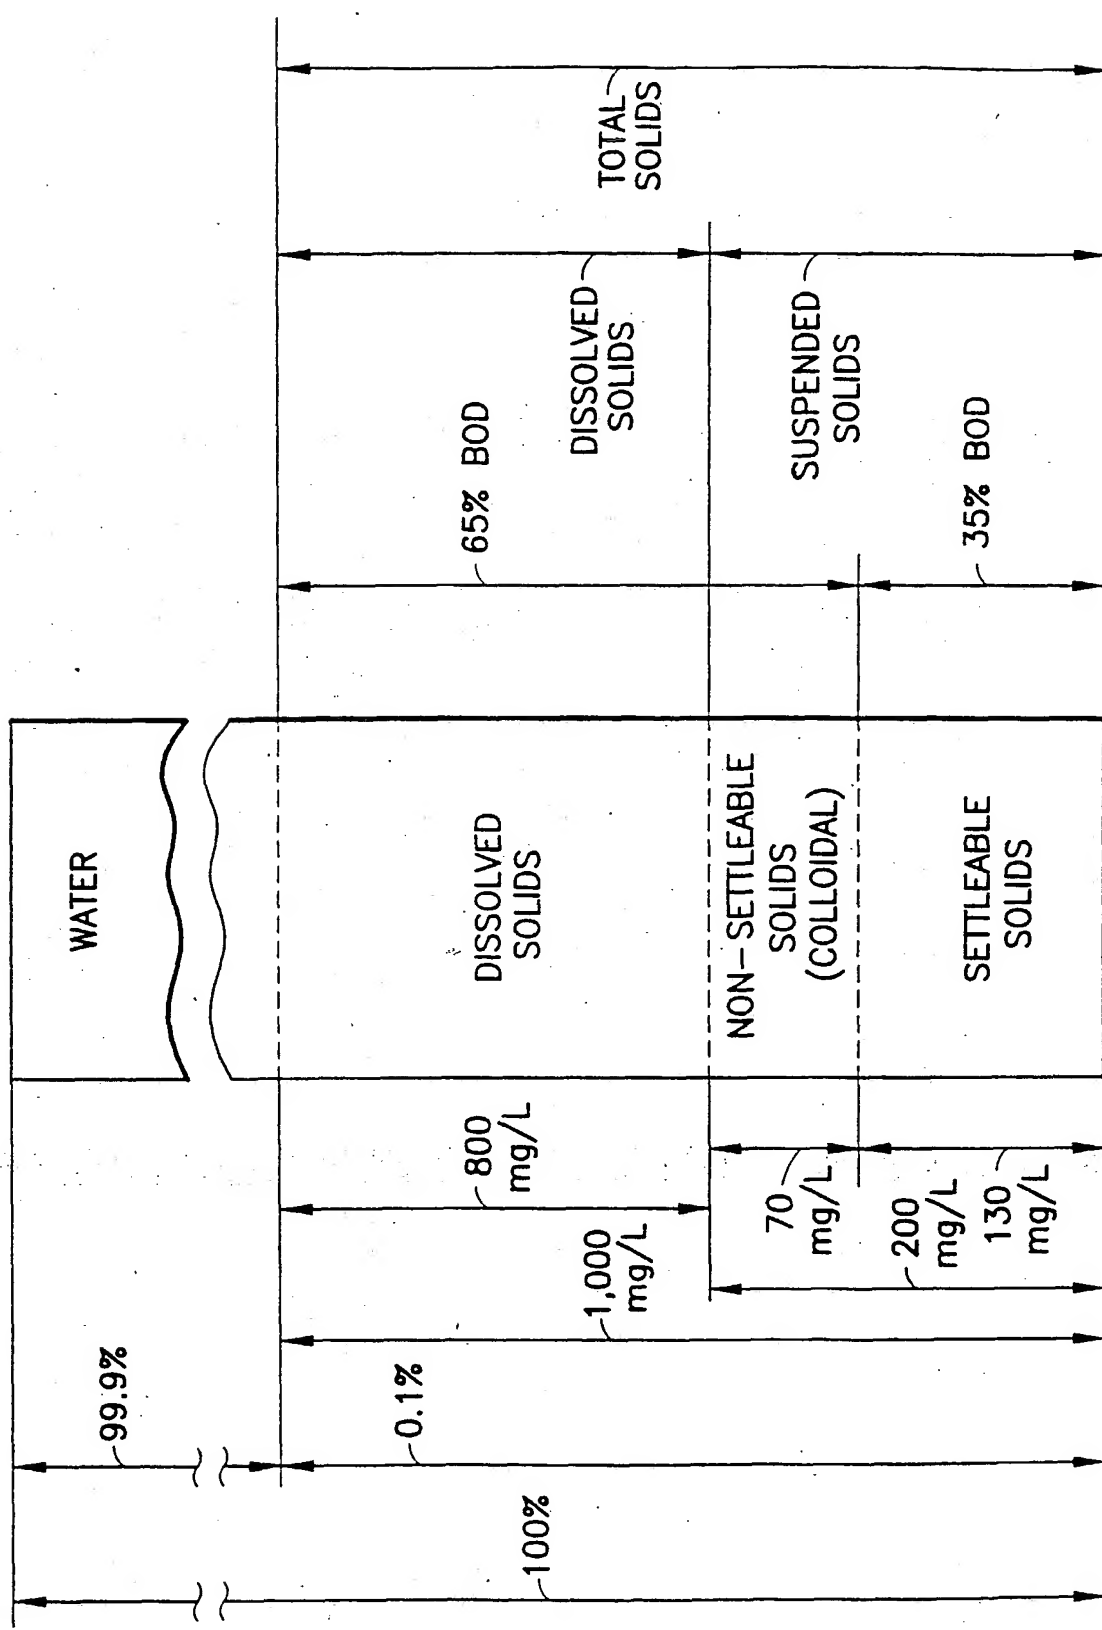 100%
99.9%
0.1%
1,000
mg/L
800
mg/L
200
mg/L
70
mg/L
130
mg/L
WATER
DISSOLVED
SOLIDS
NON-SETTLEABLE
SOLIDS
(COLLOIDAL)
SETTLEABLE
SOLIDS
65% BOD
35% BOD
DISSOLVED
SOLIDS
SUSPENDED
SOLIDS
TOTAL
SOLIDS